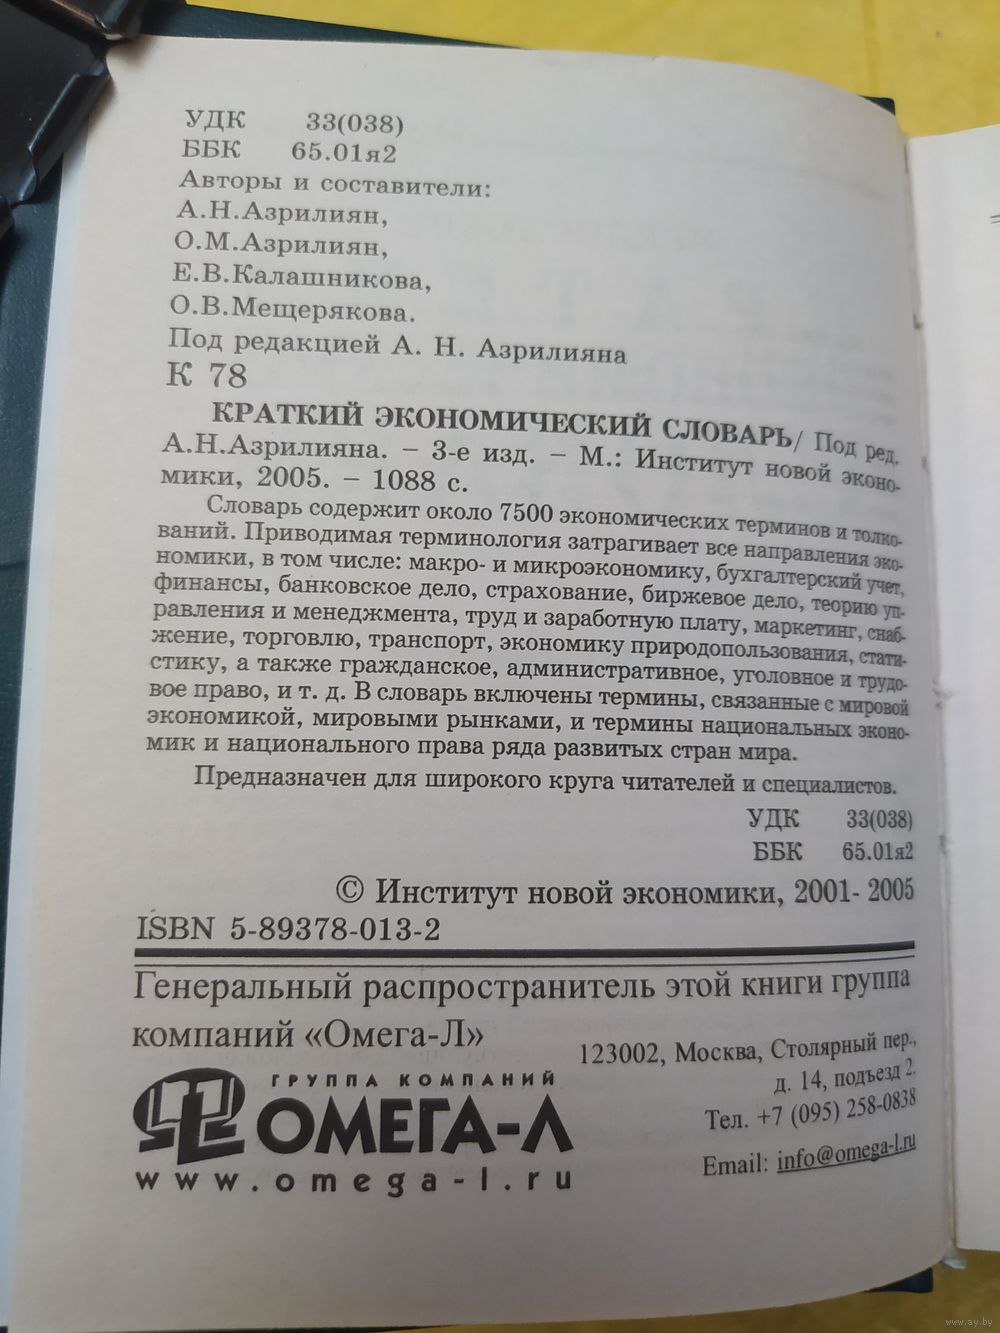 УДК 33(038)
ББК 65.01я2
Авторы и составители:
А.Н.Азрилиян,
О.М.Азрилиян,
Е.В.Калашникова,
О.В.Мещерякова.
Под редакцией А. Н. Азрилияна
К 78
КРАТКИЙ ЭКОНОМИЧЕСКИЙ СЛОВАРЬ/ Под ред.
А.Н.Азрилияна. – 3-е изд. – М.: Институт новой эконо-
мики, 2005. – 1088 с.
Словарь содержит около 7500 экономических терминов и толко-
ваний. Приводимая терминология затрагивает все направления эко-
номики, в том числе: макро- и микроэкономику, бухгалтерский учет,
финансы, банковское дело, страхование, биржевое дело, теорию уп-
равления и менеджмента, труд и заработную плату, маркетинг, снаб-
жение, торговлю, транспорт, экономику природопользования, стати-
стику, а также гражданское, административное, уголовное и трудо-
вое право, и т. д. В словарь включены термины, связанные с мировой
экономикой, мировыми рынками, и термины национальных эконо-
мик и национального права ряда развитых стран мира.
Предназначен для широкого круга читателей и специалистов.
УДК 33(038)
ББК 65.01я2
© Институт новой экономики, 2001- 2005
ISBN 5-89378-013-2
Генеральный распространитель этой книги группа
компаний «Омега-Л»
123002, Москва, Столярный пер.,
д. 14, подъезд 2.
Тел. +7 (095) 258-0838
Email: info@omega-l.ru
ГРУППА КОМПАНИЙ
ОМЕГА-Л
www.omega-l.ru
www.ay.by